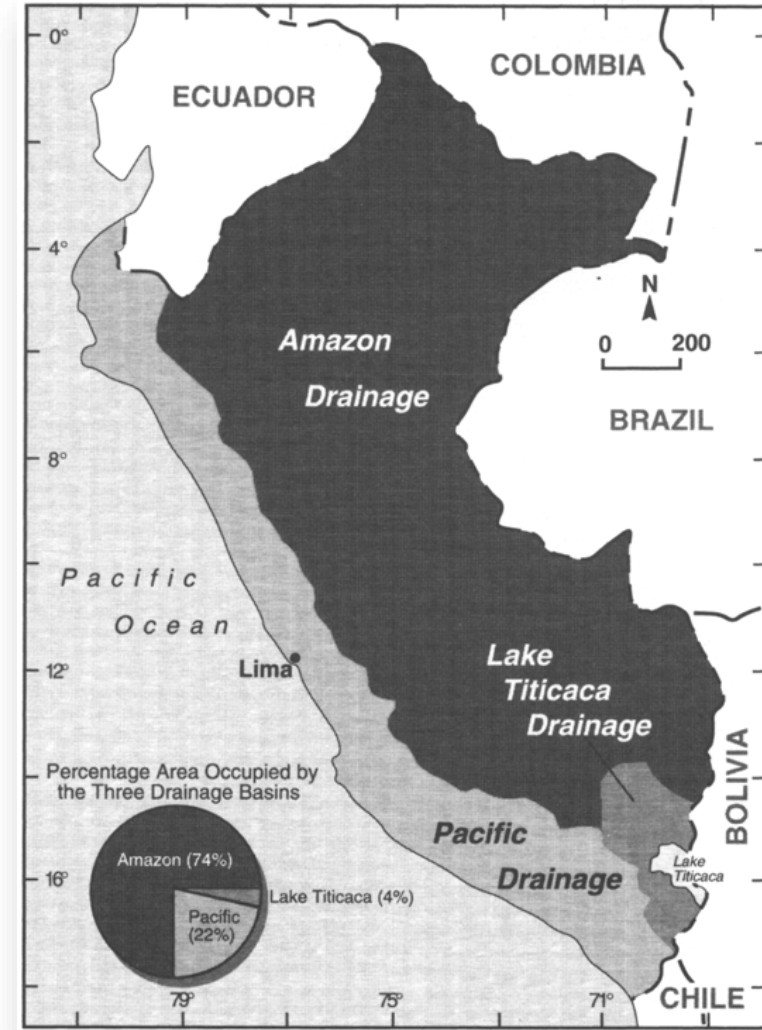 0°
COLOMBIA
ECUADOR
4°
N
0 200
Amazon
Drainage
BRAZIL
8°
Pacific
Ocean
Lima
12°
Lake
Titicaca
Drainage
BOLIVIA
Percentage Area Occupied by
the Three Drainage Basins
Amazon (74%)
Lake Titicaca (4%)
Pacific
(22%)
Pacific
Drainage
Lake
Titicaca
16°
79°
75°
71°
CHILE